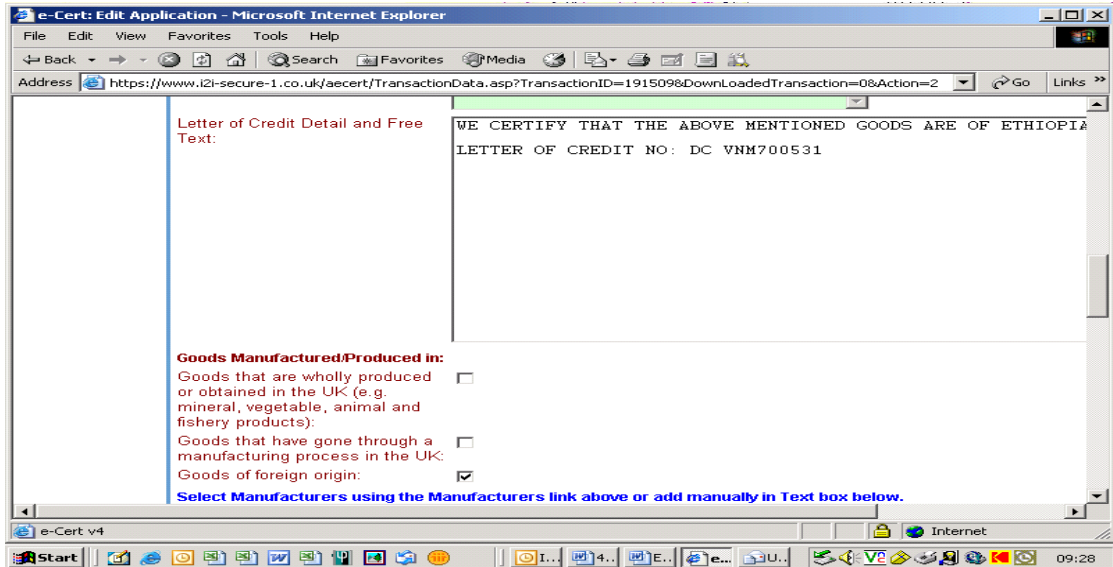 e-Cert: Edit Application - Microsoft Internet Explorer
File Edit View Favorites Tools Help
Back Search Favorites Media
Address https://www.i2i-secure-1.co.uk/aecert/TransactionData.asp?TransactionID=191509&DownLoadedTransaction=0&Action=2 Go Links »
Letter of Credit Detail and Free
Text:
WE CERTIFY THAT THE ABOVE MENTIONED GOODS ARE OF ETHIOPIA
LETTER OF CREDIT NO: DC VNM700531
Goods Manufactured/Produced in:
Goods that are wholly produced
or obtained in the UK (e.g.
mineral, vegetable, animal and
fishery products):
Goods that have gone through a
manufacturing process in the UK:
Goods of foreign origin:
Select Manufacturers using the Manufacturers link above or add manually in Text box below.
e-Cert v4 Internet
Start I... 4.. E.. e... U.. 09:28